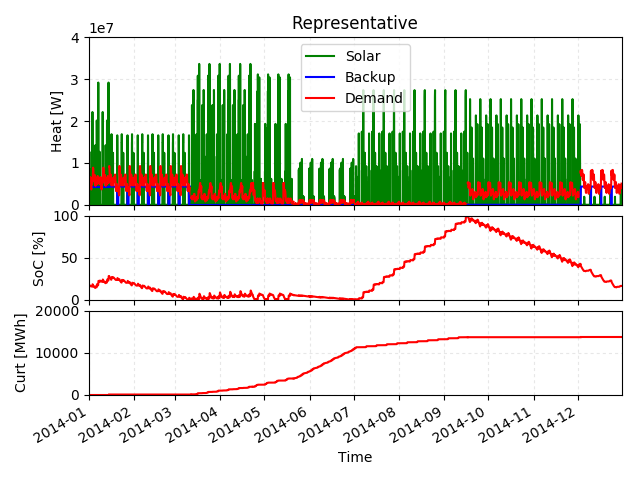 Representative
1e7
4
3
2
1
0
Heat [W]
Solar
Backup
Demand
100
50
0
SoC [%]
20000
10000
0
Curt [MWh]
2014-01
2014-02
2014-03
2014-04
2014-05
2014-06
2014-07
2014-08
2014-09
2014-10
2014-11
2014-12
Time